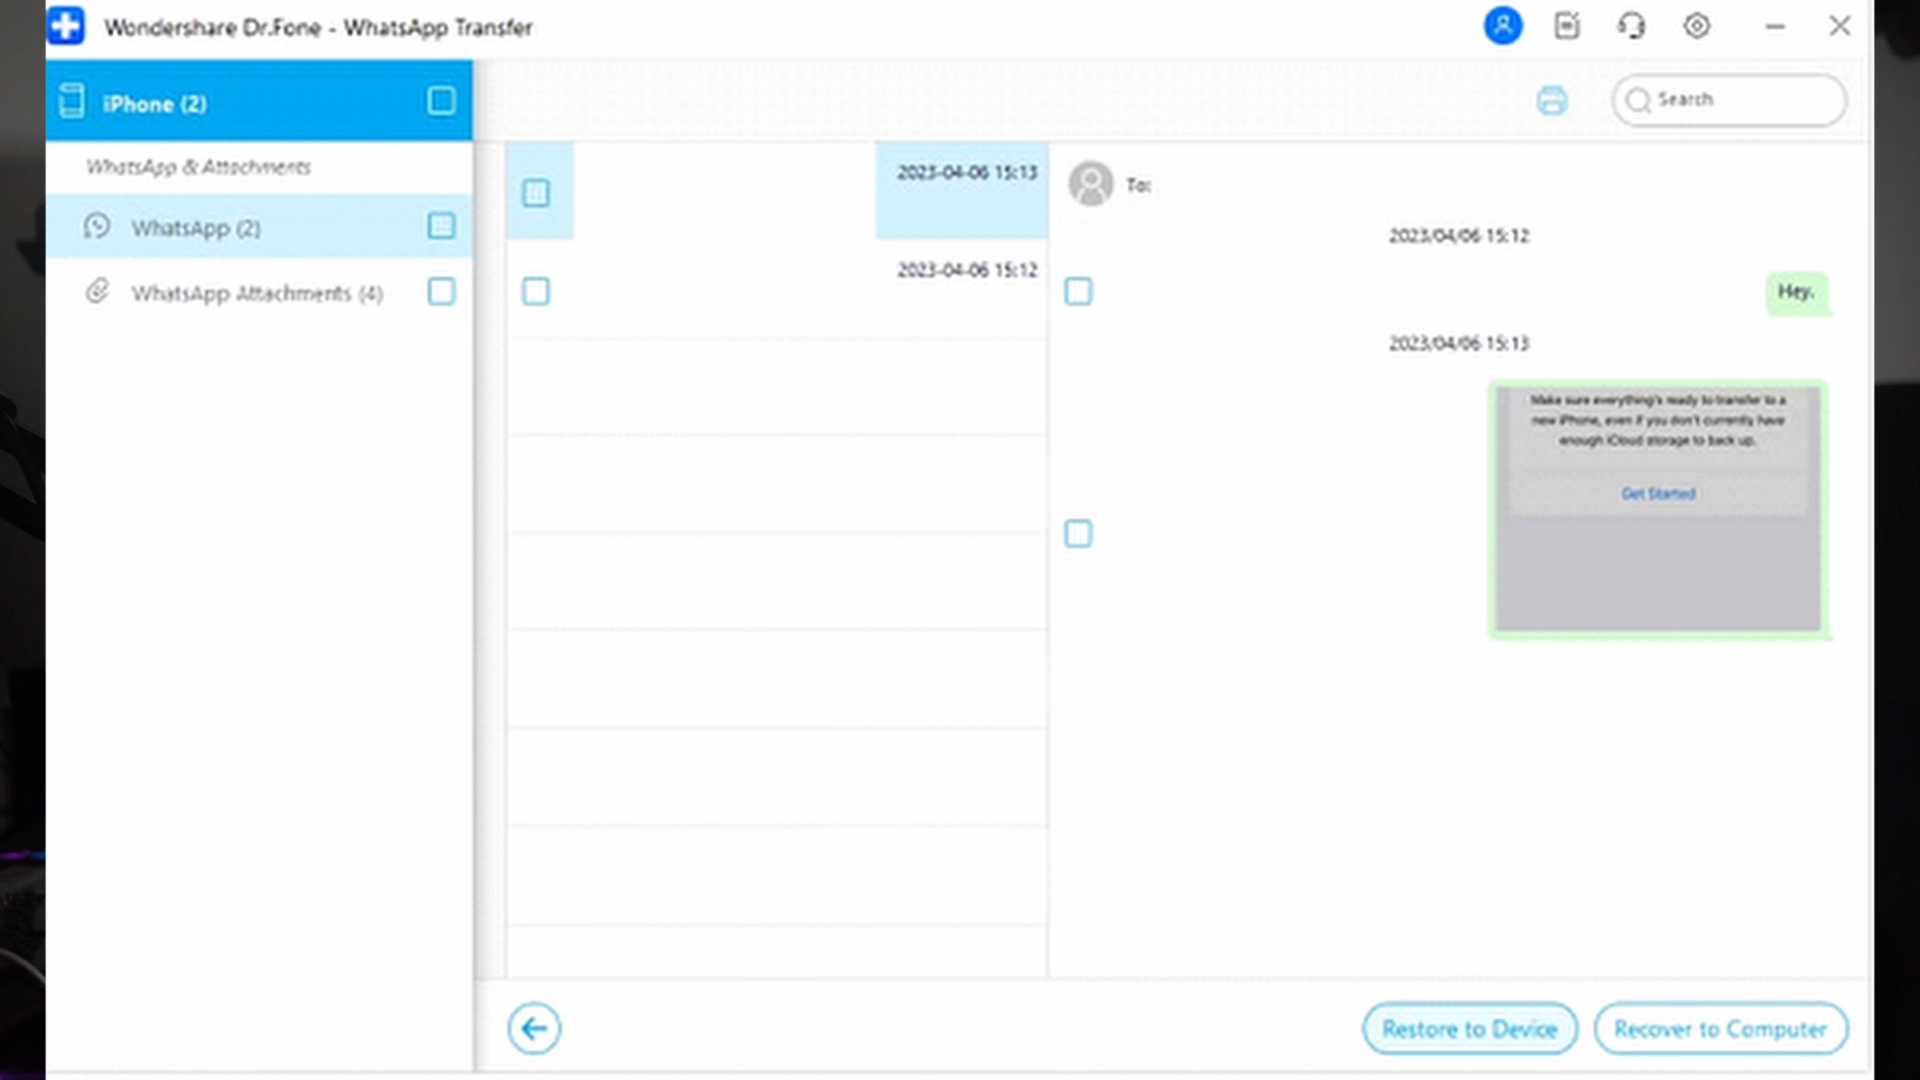 Wondershare Dr.Fone - WhatsApp Transfer
iPhone (2)
Search
WhatsApp & Attachments
WhatsApp (2)
WhatsApp Attachments (4)
2023-04-06 15:13
2023-04-06 15:12
To:
2023/04/06 15:12
Hey.
2023/04/06 15:13
Make sure everything's ready to transfer to a
new iPhone, even if you don't currently have
enough iCloud storage to back up.
Get Started
Restore to Device
Recover to Computer